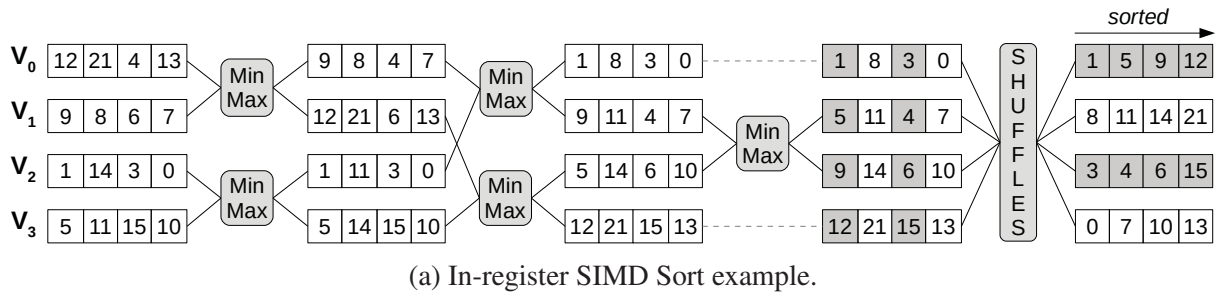 sorted
V0 12 21 4 13 9 8 4 7 1 8 3 0 1 8 3 0 1 5 9 12
Min Max
Min Max
V1 9 8 6 7 12 21 6 13 9 11 4 7 5 11 4 7 8 11 14 21
Min Max
V2 1 14 3 0 1 11 3 0 5 14 6 10 9 14 6 10 3 4 6 15
Min Max
Min Max
V3 5 11 15 10 5 14 15 10 12 21 15 13 12 21 15 13 0 7 10 13
SHUFFLES
(a) In-register SIMD Sort example.